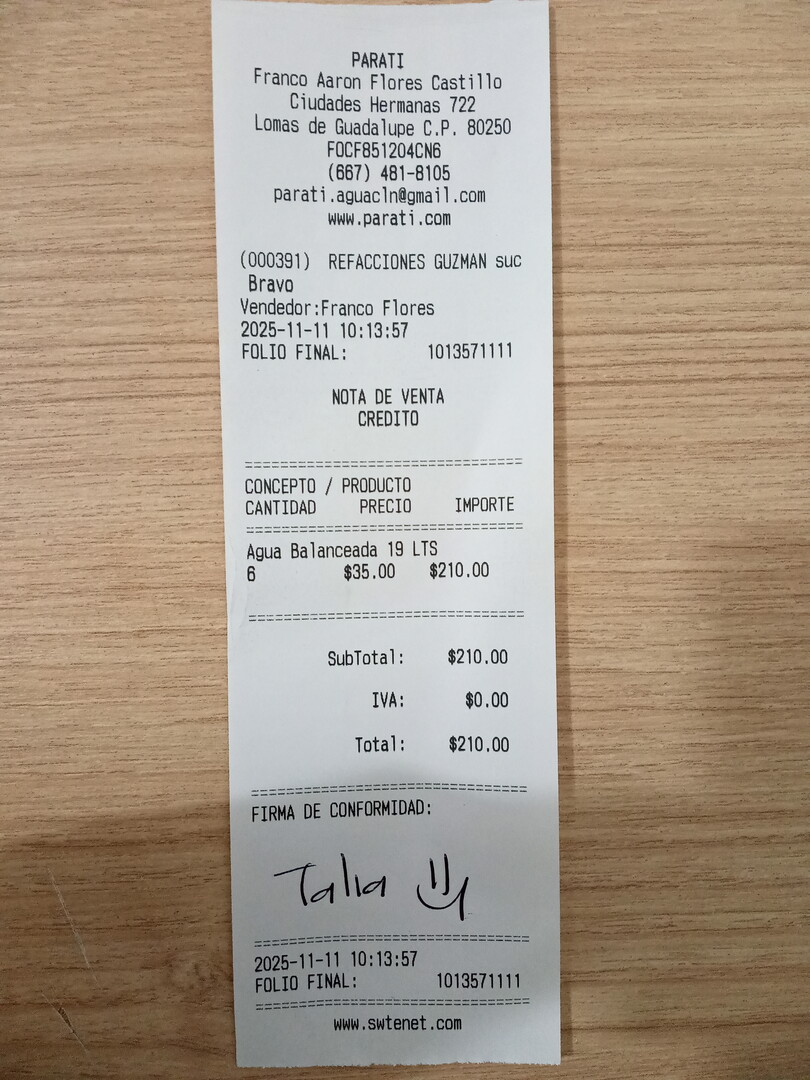 PARATI
Franco Aaron Flores Castillo
Ciudades Hermanas 722
Lomas de Guadalupe C.P. 80250
FOCF851204CN6
(667) 481-8105
parati.aguacln@gmail.com
www.parati.com
(000391) REFACCIONES GUZMAN suc
Bravo
Vendedor:Franco Flores
2025-11-11 10:13:57
FOLIO FINAL: 1013571111
NOTA DE VENTA
CREDITO
CONCEPTO / PRODUCTO
CANTIDAD PRECIO IMPORTE
Agua Balanceada 19 LTS
6 $35.00 $210.00
SubTotal: $210.00
IVA: $0.00
Total: $210.00
FIRMA DE CONFORMIDAD:
Talia
2025-11-11 10:13:57
FOLIO FINAL: 1013571111
www.swtenet.com